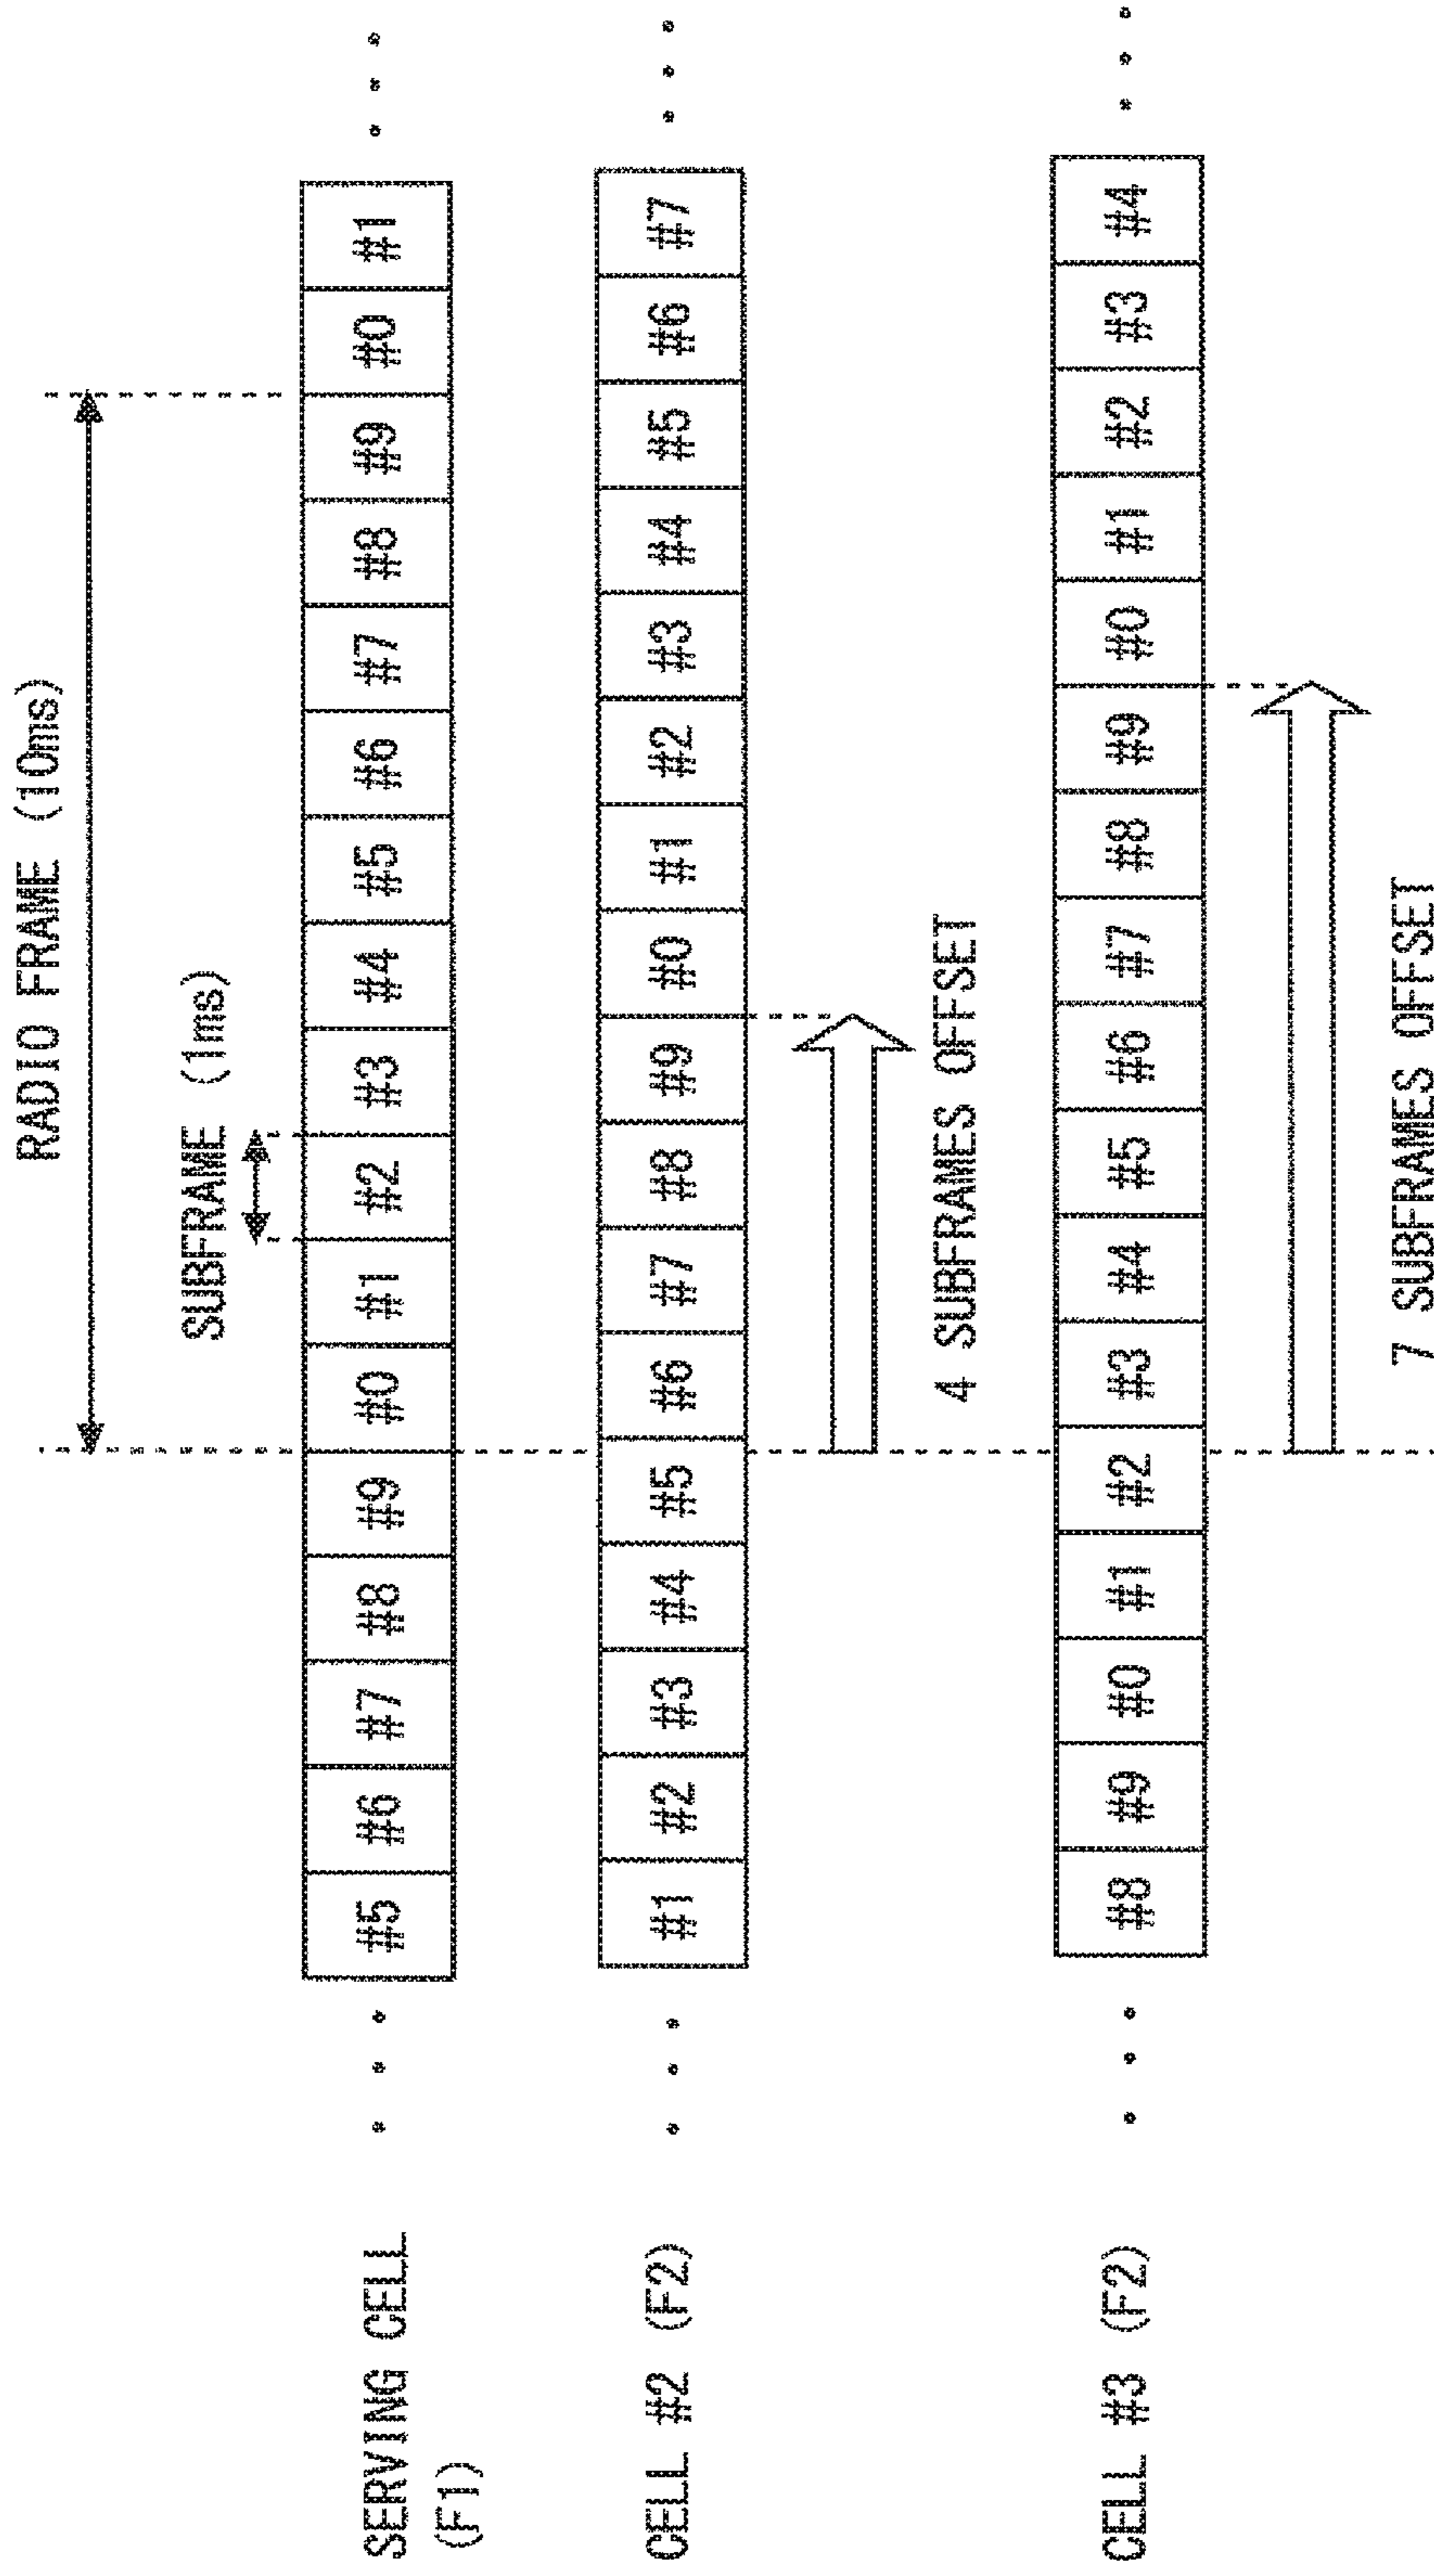 RADIO FRAME (10ms)
SUBFRAME (1ms)
SERVING CELL
(F1)
#5 #6 #7 #8 #9 #0 #1 #2 #3 #4 #5 #6 #7 #8 #9 #0 #1
CELL #2 (F2)
#1 #2 #3 #4 #5 #6 #7 #8 #9 #0 #1 #2 #3 #4 #5 #6 #7
4 SUBFRAMES OFFSET
CELL #3 (F2)
#8 #9 #0 #1 #2 #3 #4 #5 #6 #7 #8 #9 #0 #1 #2 #3 #4
7 SUBFRAMES OFFSET